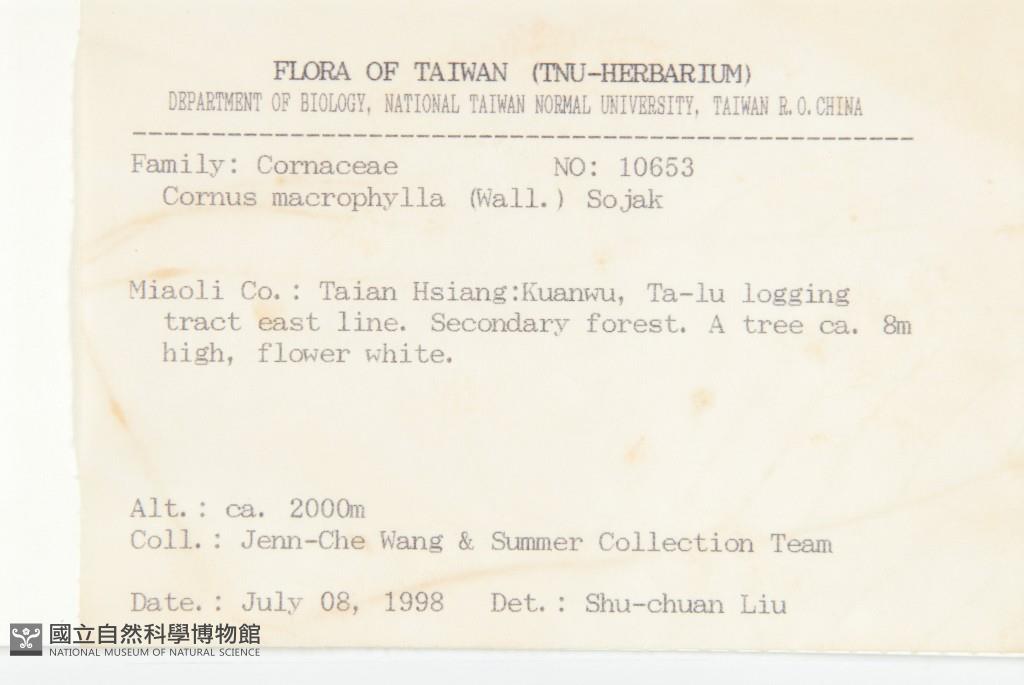 FLORA OF TAIWAN (TNU-HERBARIUM)
DEPARTMENT OF BIOLOGY, NATIONAL TAIWAN NORMAL UNIVERSITY, TAIWAN R.O.CHINA
Family: Cornaceae NO: 10653
Cornus macrophylla (Wall.) Sojak
Miaoli Co.: Taian Hsiang:Kuanwu, Ta-lu logging
tract east line. Secondary forest. A tree ca. 8m
high, flower white.
Alt.: ca. 2000m
Coll.: Jenn-Che Wang & Summer Collection Team
Date.: July 08, 1998 Det.: Shu-chuan Liu
國立自然科學博物館
NATIONAL MUSEUM OF NATURAL SCIENCE